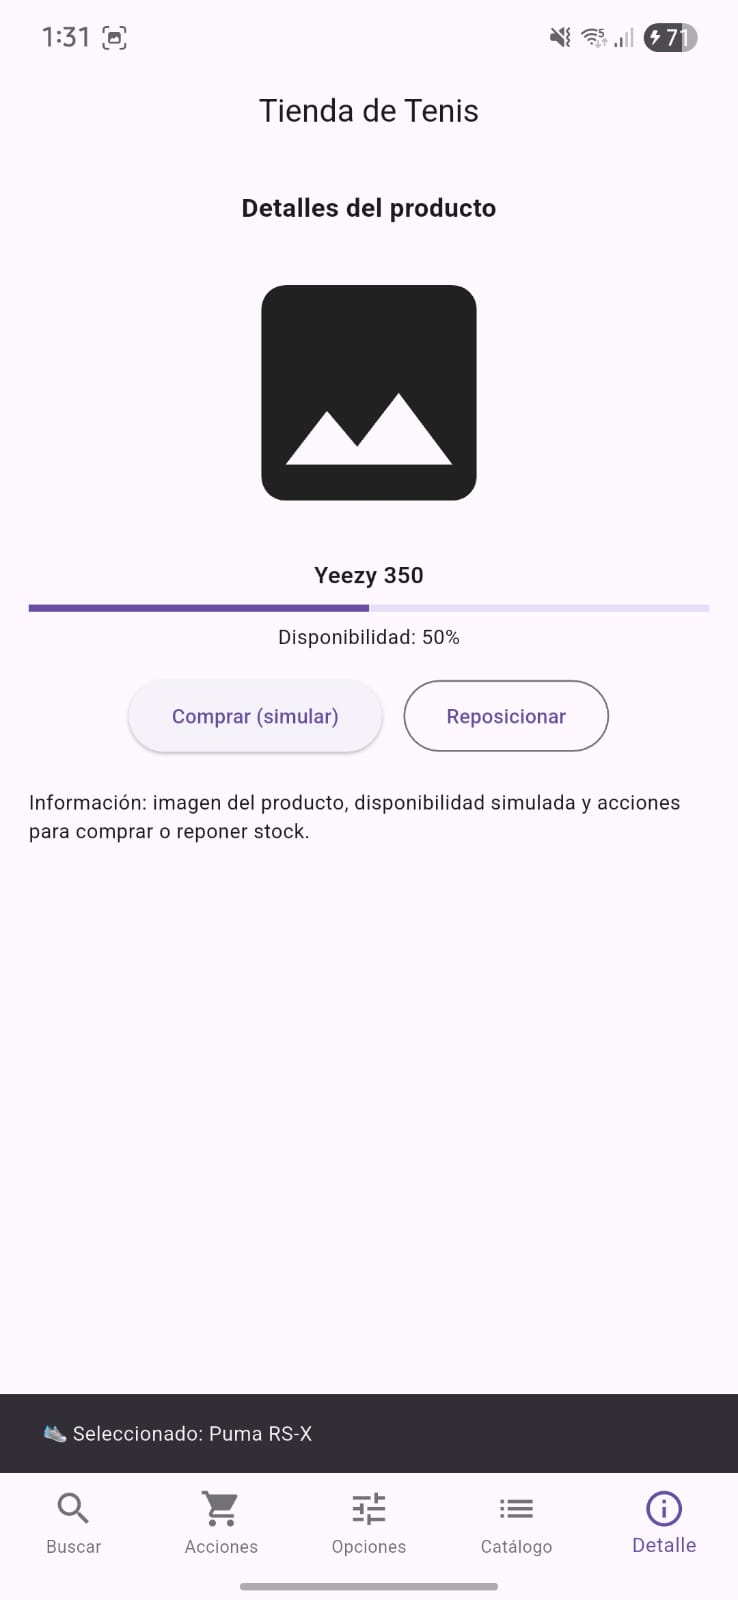 1:31
5
71
Tienda de Tenis
Detalles del producto
Yeezy 350
Disponibilidad: 50%
Comprar (simular)
Reposicionar
Información: imagen del producto, disponibilidad simulada y acciones
para comprar o reponer stock.
👟 Seleccionado: Puma RS-X
Buscar
Acciones
Opciones
Catálogo
Detalle